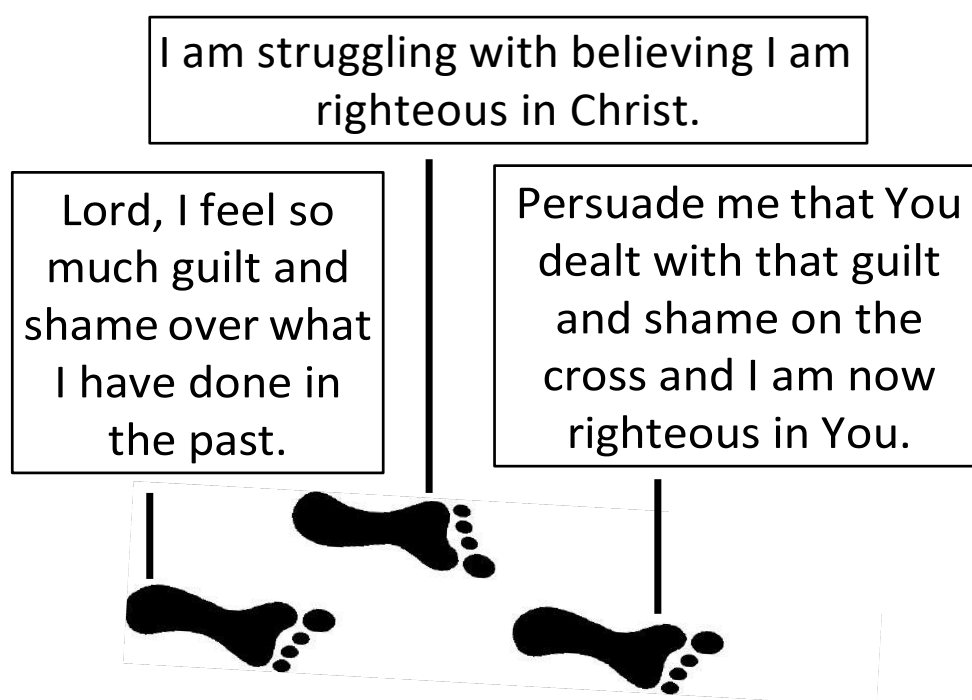 I am struggling with believing I am
righteous in Christ.
Lord, I feel so
much guilt and
shame over what
I have done in
the past.
Persuade me that You
dealt with that guilt
and shame on the
cross and I am now
righteous in You.